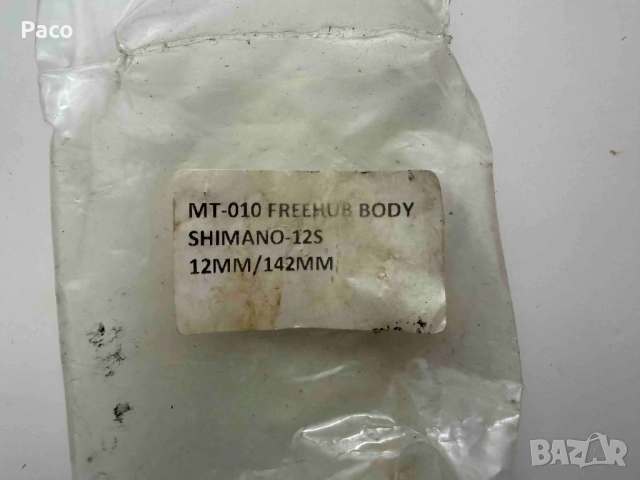 Paco
MT-010 FREEHUB BODY
SHIMANO-12S
12MM/142MM
BAZAR